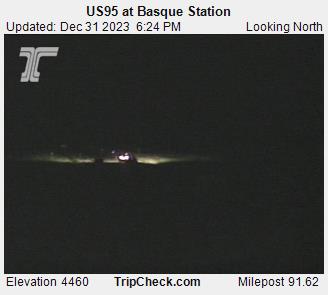 US95 at Basque Station
Updated: Dec 31 2023 6:24 PM Looking North
Elevation 4460 TripCheck.com Milepost 91.62